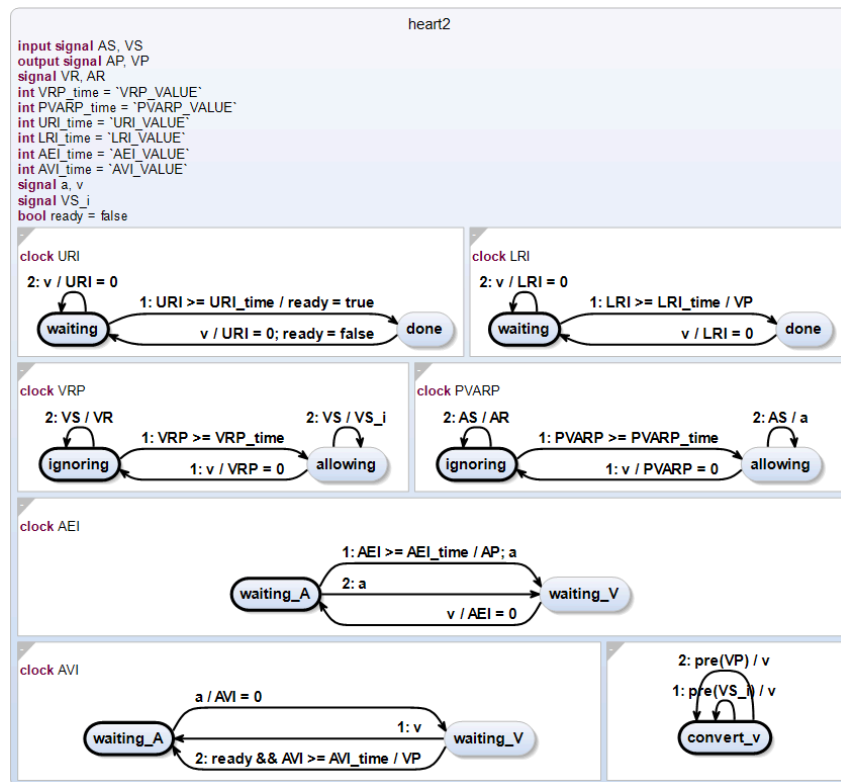 heart2
input signal AS, VS
output signal AP, VP
signal VR, AR
int VRP_time = `VRP_VALUE`
int PVARP_time = `PVARP_VALUE`
int URI_time = `URI_VALUE`
int LRI_time = `LRI_VALUE`
int AEI_time = `AEI_VALUE`
int AVI_time = `AVI_VALUE`
signal a, v
signal VS_i
bool ready = false
clock URI
2: v / URI = 0
1: URI >= URI_time / ready = true
waiting
done
v / URI = 0; ready = false
clock LRI
2: v / LRI = 0
1: LRI >= LRI_time / VP
waiting
done
v / LRI = 0
clock VRP
2: VS / VR
2: VS / VS_i
1: VRP >= VRP_time
ignoring
allowing
1: v / VRP = 0
clock PVARP
2: AS / AR
2: AS / a
1: PVARP >= PVARP_time
ignoring
allowing
1: v / PVARP = 0
clock AEI
1: AEI >= AEI_time / AP; a
2: a
waiting_A
waiting_V
v / AEI = 0
clock AVI
a / AVI = 0
1: v
waiting_A
waiting_V
2: ready && AVI >= AVI_time / VP
2: pre(VP) / v
1: pre(VS_i) / v
convert_v